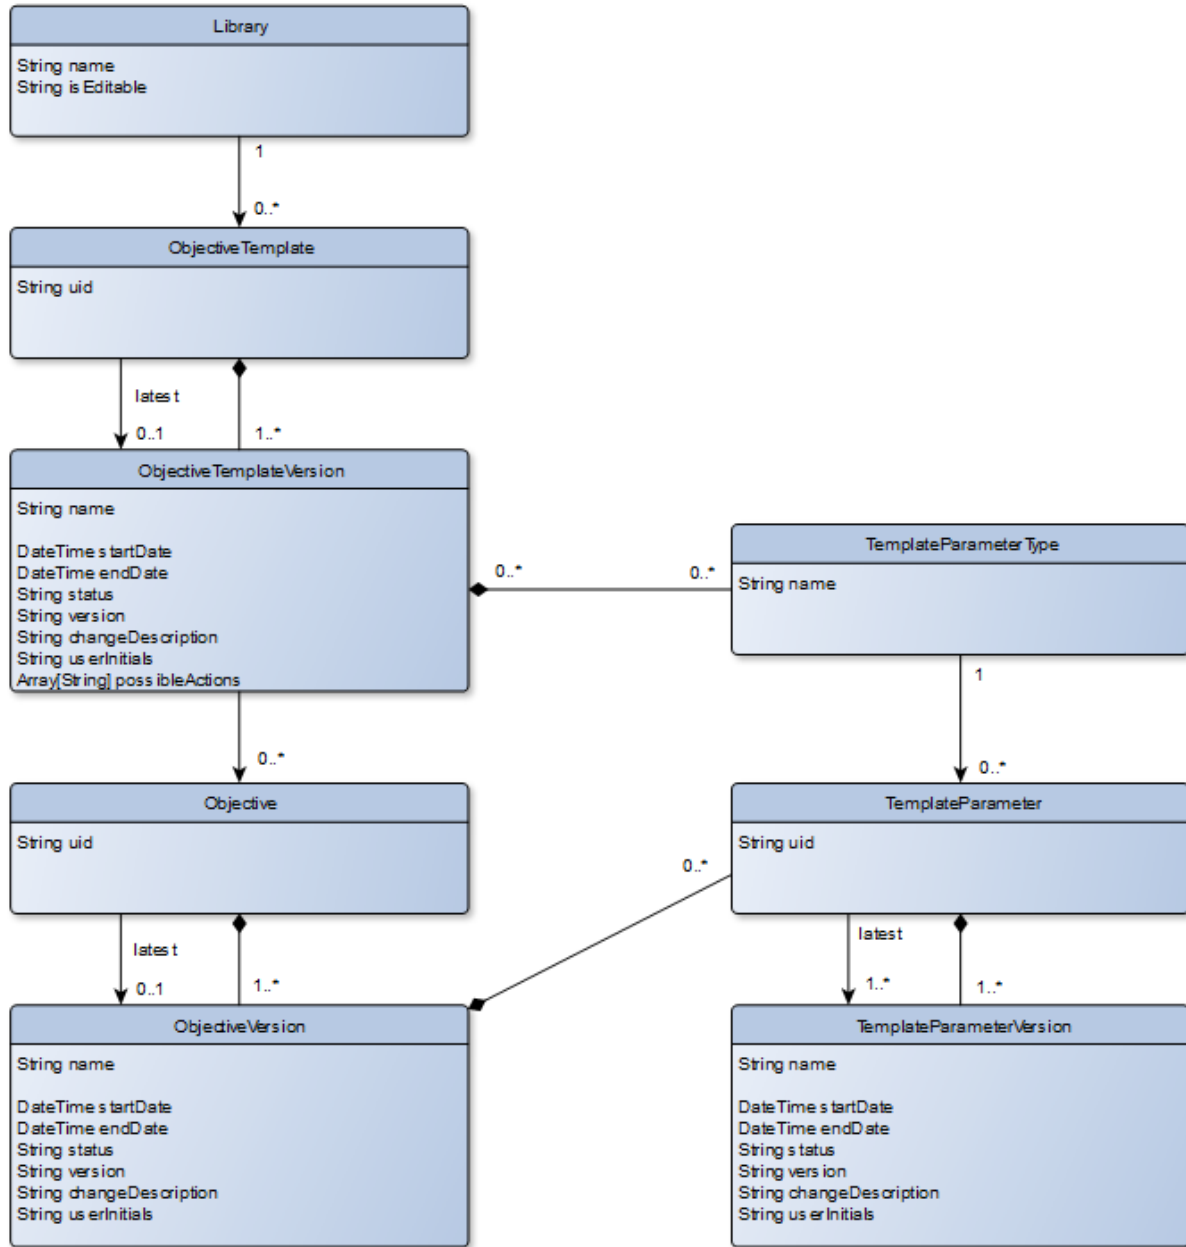 Library
String name
String isEditable
1
0..*
ObjectiveTemplate
String uid
latest
0..1
1..*
ObjectiveTemplateVersion
String name
DateTime startDate
DateTime endDate
String status
String version
String changeDescription
String userInitials
Array[String] possibleActions
0..*
0..*
TemplateParameterType
String name
1
0..*
0..*
Objective
String uid
TemplateParameter
String uid
0..*
latest
0..1
1..*
latest
1..*
1..*
ObjectiveVersion
String name
DateTime startDate
DateTime endDate
String status
String version
String changeDescription
String userInitials
TemplateParameterVersion
String name
DateTime startDate
DateTime endDate
String status
String version
String changeDescription
String userInitials